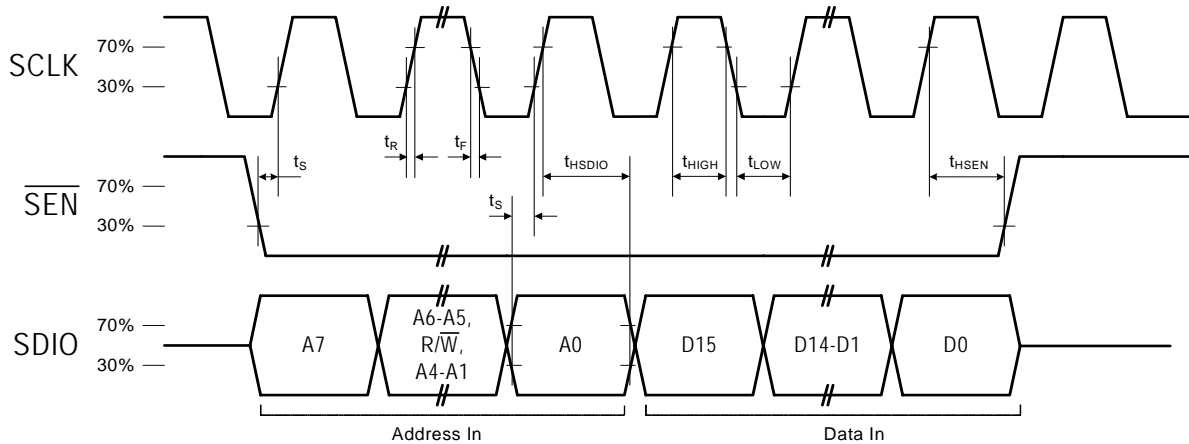 SCLK
70%
30%
tS
tR
tF
tHSDIO
tHIGH
tLOW
tHSEN
SEN
70%
30%
tS
SDIO
70%
30%
A7
A6-A5,
R/W,
A4-A1
A0
D15
D14-D1
D0
Address In
Data In